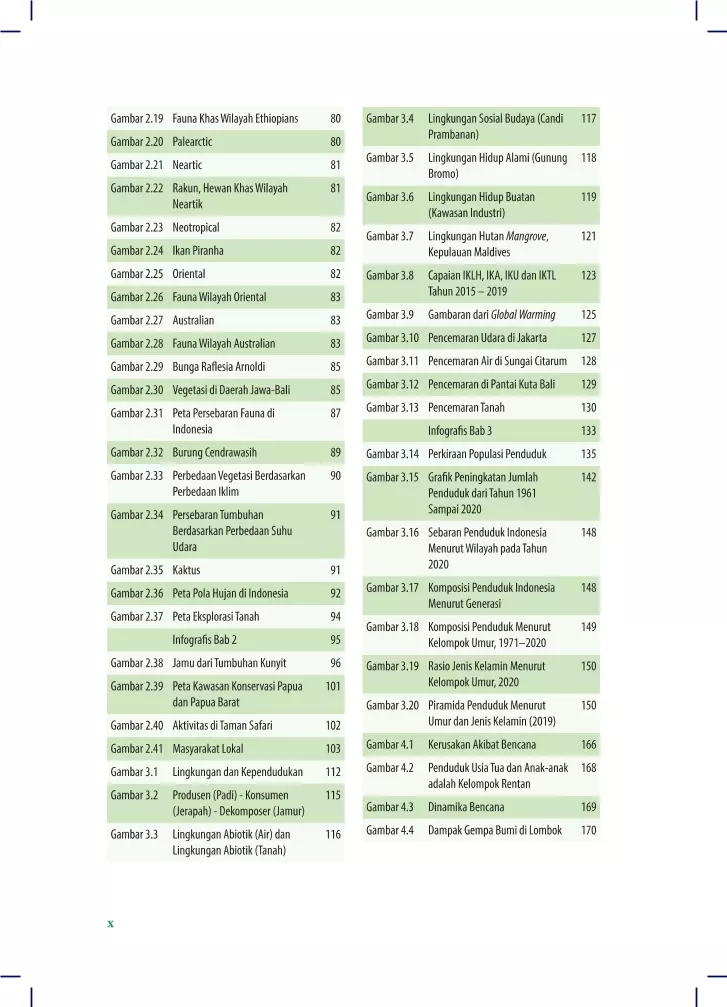 Gambar 2.19 Fauna Khas Wilayah Ethiopians 80
Gambar 2.20 Palearctic 80
Gambar 2.21 Neartic 81
Gambar 2.22 Rakun, Hewan Khas Wilayah 81
Neartik
Gambar 2.23 Neotropical 82
Gambar 2.24 Ikan Piranha 82
Gambar 2.25 Oriental 82
Gambar 2.26 Fauna Wilayah Oriental 83
Gambar 2.27 Australian 83
Gambar 2.28 Fauna Wilayah Australian 83
Gambar 2.29 Bunga Raflesia Arnoldi 85
Gambar 2.30 Vegetasi di Daerah Jawa-Bali 85
Gambar 2.31 Peta Persebaran Fauna di 87
Indonesia
Gambar 2.32 Burung Cendrawasih 89
Gambar 2.33 Perbedaan Vegetasi Berdasarkan 90
Perbedaan Iklim
Gambar 2.34 Persebaran Tumbuhan 91
Berdasarkan Perbedaan Suhu
Udara
Gambar 2.35 Kaktus 91
Gambar 2.36 Peta Pola Hujan di Indonesia 92
Gambar 2.37 Peta Eksplorasi Tanah 94
Infografis Bab 2 95
Gambar 2.38 Jamu dari Tumbuhan Kunyit 96
Gambar 2.39 Peta Kawasan Konservasi Papua 101
dan Papua Barat
Gambar 2.40 Aktivitas di Taman Safari 102
Gambar 2.41 Masyarakat Lokal 103
Gambar 3.1 Lingkungan dan Kependudukan 112
Gambar 3.2 Produsen (Padi) - Konsumen 115
(Jerapah) - Dekomposer (Jamur)
Gambar 3.3 Lingkungan Abiotik (Air) dan 116
Lingkungan Abiotik (Tanah)
Gambar 3.4 Lingkungan Sosial Budaya (Candi 117
Prambanan)
Gambar 3.5 Lingkungan Hidup Alami (Gunung 118
Bromo)
Gambar 3.6 Lingkungan Hidup Buatan 119
(Kawasan Industri)
Gambar 3.7 Lingkungan Hutan Mangrove, 121
Kepulauan Maldives
Gambar 3.8 Capaian IKLH, IKA, IKU dan IKTL 123
Tahun 2015 – 2019
Gambar 3.9 Gambaran dari Global Warming 125
Gambar 3.10 Pencemaran Udara di Jakarta 127
Gambar 3.11 Pencemaran Air di Sungai Citarum 128
Gambar 3.12 Pencemaran di Pantai Kuta Bali 129
Gambar 3.13 Pencemaran Tanah 130
Infografis Bab 3 133
Gambar 3.14 Perkiraan Populasi Penduduk 135
Gambar 3.15 Grafik Peningkatan Jumlah 142
Penduduk dari Tahun 1961
Sampai 2020
Gambar 3.16 Sebaran Penduduk Indonesia 148
Menurut Wilayah pada Tahun
2020
Gambar 3.17 Komposisi Penduduk Indonesia 148
Menurut Generasi
Gambar 3.18 Komposisi Penduduk Menurut 149
Kelompok Umur, 1971–2020
Gambar 3.19 Rasio Jenis Kelamin Menurut 150
Kelompok Umur, 2020
Gambar 3.20 Piramida Penduduk Menurut 150
Umur dan Jenis Kelamin (2019)
Gambar 4.1 Kerusakan Akibat Bencana 166
Gambar 4.2 Penduduk Usia Tua dan Anak-anak 168
adalah Kelompok Rentan
Gambar 4.3 Dinamika Bencana 169
Gambar 4.4 Dampak Gempa Bumi di Lombok 170
x